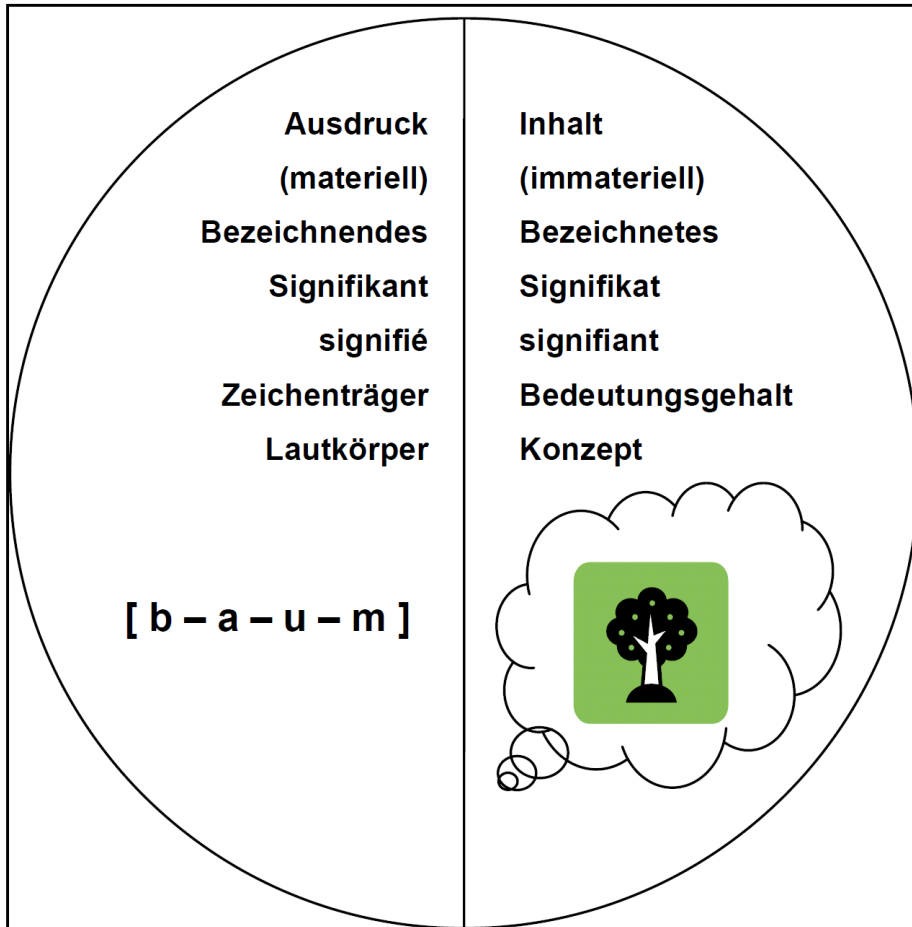 Ausdruck
(materiell)
Bezeichnendes
Signifikant
signifié
Zeichenträger
Lautkörper
[ b – a – u – m ]
Inhalt
(immateriell)
Bezeichnetes
Signifikat
signifiant
Bedeutungsgehalt
Konzept